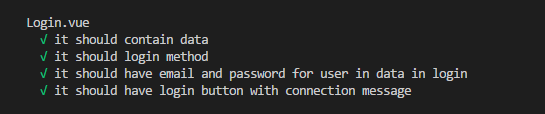 Login.vue
√ it should contain data
√ it should login method
√ it should have email and password for user in data in login
√ it should have login button with connection message